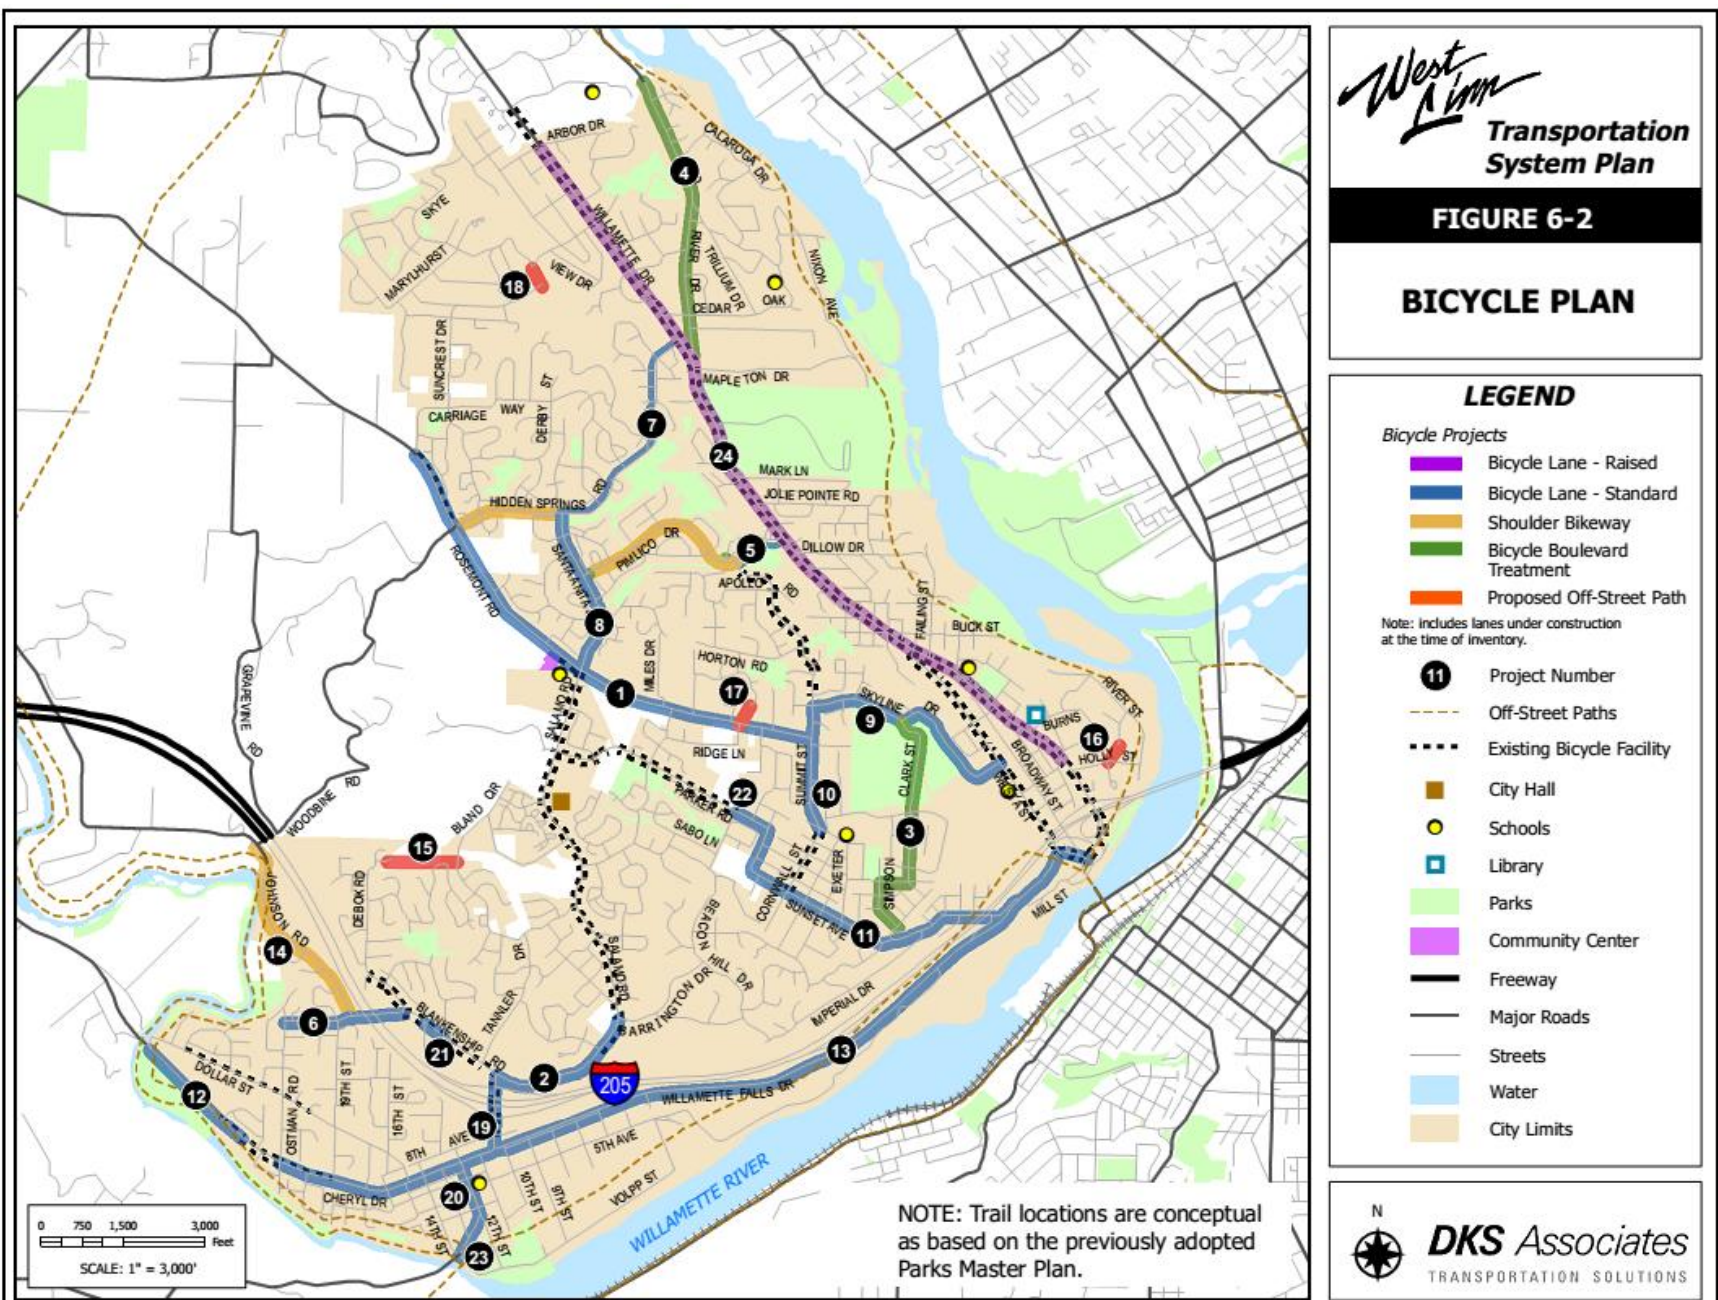 West Linn
Transportation
System Plan
FIGURE 6-2
BICYCLE PLAN
LEGEND
Bicycle Projects
Bicycle Lane - Raised
Bicycle Lane - Standard
Shoulder Bikeway
Bicycle Boulevard
Treatment
Proposed Off-Street Path
Note: includes lanes under construction
at the time of inventory.
11 Project Number
Off-Street Paths
Existing Bicycle Facility
City Hall
Schools
Library
Parks
Community Center
Freeway
Major Roads
Streets
Water
City Limits
N
DKS Associates
TRANSPORTATION SOLUTIONS
ARBOR DR
CALAROGA DR
4
SKYE
WILLAMETTE DR
RIVER DR
TRILLIUM DR
NIXON AVE
MARYLHURST
VIEW DR
18
OAK
CEDAR
SUNCREST DR
MAPLETON DR
CARRIAGE WAY
DERBY ST
7
24
MARK LN
JOLIE POINTE RD
HIDDEN SPRINGS RD
ROSEMONT RD
SANTA ANITA
PIMLICO DR
5
DILLOW DR
APOLLO RD
8
FAILING ST
BUCK ST
MILES DR
HORTON RD
GRAPEVINE RD
SALAMO RD
1
17
SKYLINE DR
9
RIVER ST
BURNS
16
HOLLY ST
RIDGE LN
BROADWAY ST
SUMMIT ST
CLARK ST
WOODBINE RD
BLAND DR
22
10
PARKER RD
SABO LN
3
15
EXETER
CORNWALL ST
SIMPSON
DEBOK RD
JOHNSON RD
SUNSET AVE
11
MILL ST
BEACON HILL DR
14
DR
TANNLER
BARRINGTON DR
IMPERIAL DR
6
BLANKENSHIP RD
21
13
2
205
DOLLAR ST
12
OSTMAN RD
19TH ST
16TH ST
WILLAMETTE FALLS DR
19
8TH AVE
5TH AVE
CHERYL DR
20
10TH ST
9TH ST
VOLPP ST
14TH ST
12TH ST
23
WILLAMETTE RIVER
0 750 1,500 3,000
Feet
SCALE: 1" = 3,000'
NOTE: Trail locations are conceptual
as based on the previously adopted
Parks Master Plan.